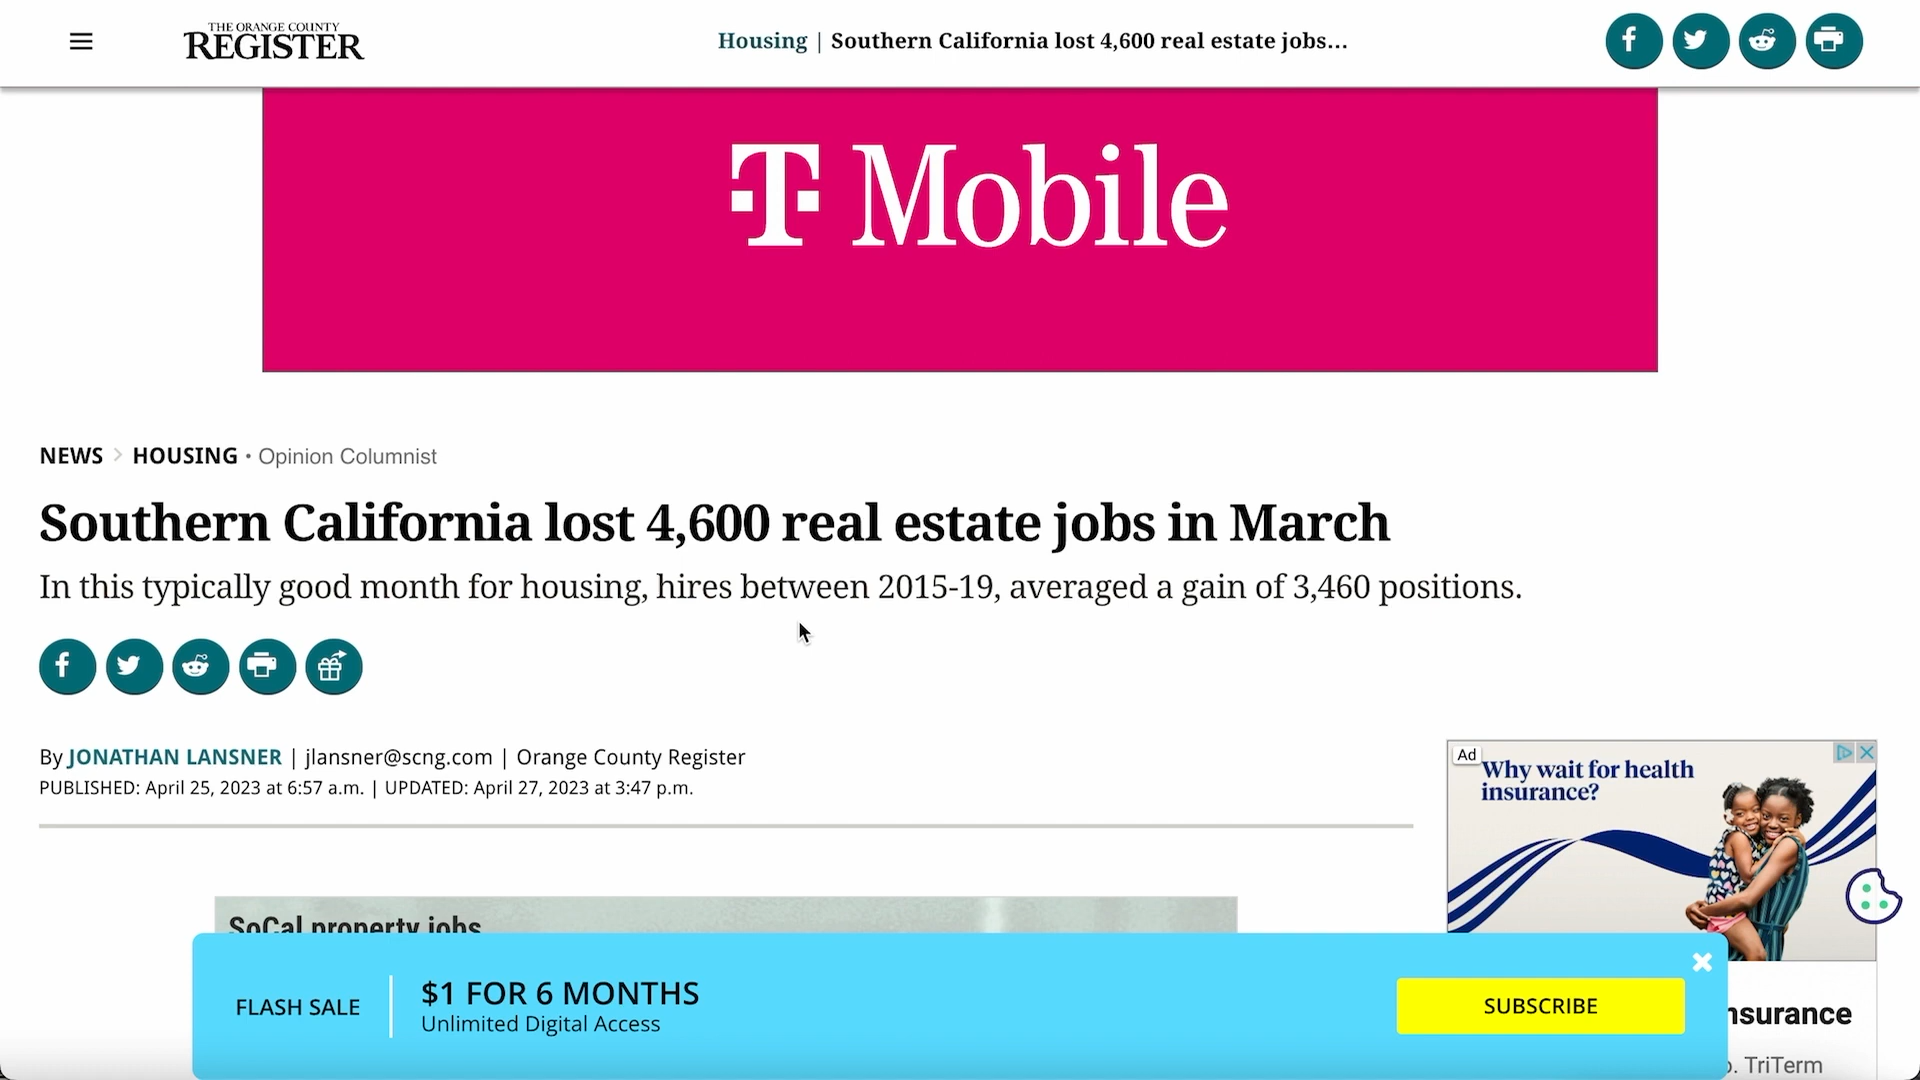 THE ORANGE COUNTY
REGISTER
Housing | Southern California lost 4,600 real estate jobs...
T Mobile
NEWS > HOUSING • Opinion Columnist
Southern California lost 4,600 real estate jobs in March
In this typically good month for housing, hires between 2015-19, averaged a gain of 3,460 positions.
By JONATHAN LANSNER | jlansner@scng.com | Orange County Register
PUBLISHED: April 25, 2023 at 6:57 a.m. | UPDATED: April 27, 2023 at 3:47 p.m.
Ad
Why wait for health
insurance?
SoCal property jobs
FLASH SALE
$1 FOR 6 MONTHS
Unlimited Digital Access
SUBSCRIBE
nsurance
o. TriTerm